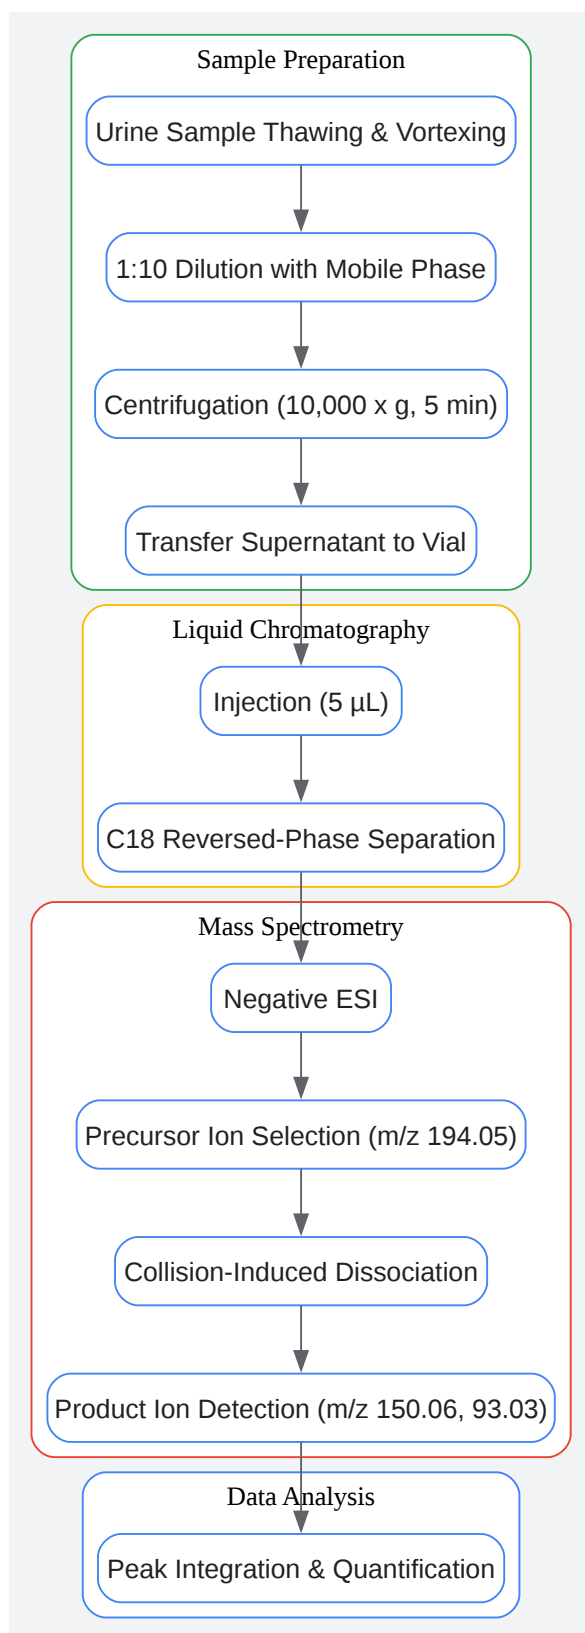 Sample Preparation
Urine Sample Thawing & Vortexing
1:10 Dilution with Mobile Phase
Centrifugation (10,000 x g, 5 min)
Transfer Supernatant to Vial
Liquid Chromatography
Injection (5 µL)
C18 Reversed-Phase Separation
Mass Spectrometry
Negative ESI
Precursor Ion Selection (m/z 194.05)
Collision-Induced Dissociation
Product Ion Detection (m/z 150.06, 93.03)
Data Analysis
Peak Integration & Quantification